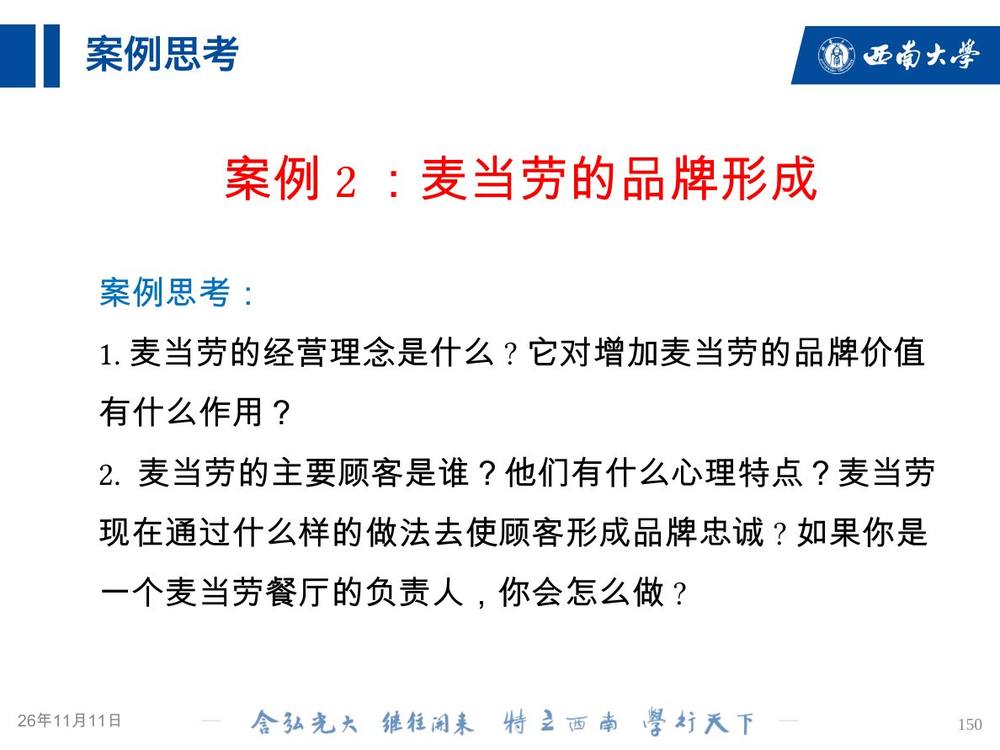 案例思考
西南大学
案例 2 ：麦当劳的品牌形成
案例思考：
1. 麦当劳的经营理念是什么？它对增加麦当劳的品牌价值
有什么作用？
2. 麦当劳的主要顾客是谁？他们有什么心理特点？麦当劳
现在通过什么样的做法去使顾客形成品牌忠诚？如果你是
一个麦当劳餐厅的负责人，你会怎么做？
26年11月11日
含弘光大 继往开来 特立西南 学行天下
150